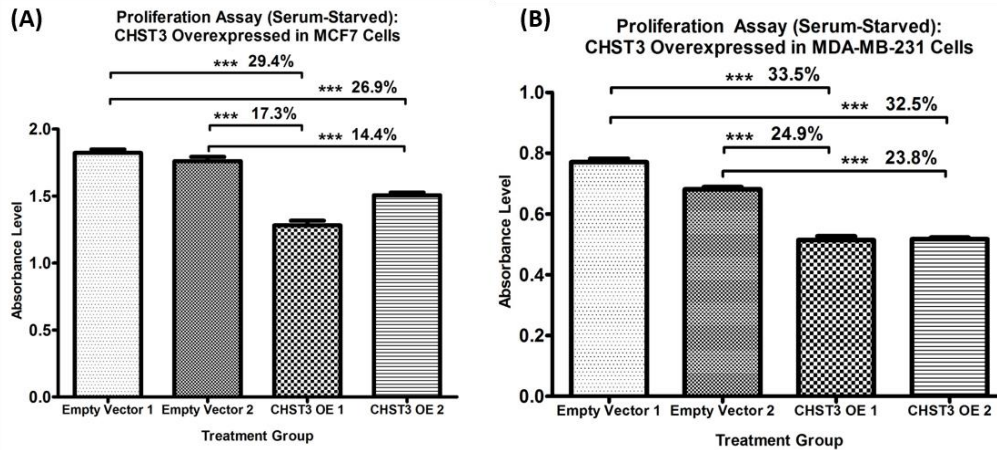 (A)
Proliferation Assay (Serum-Starved):
CHST3 Overexpressed in MCF7 Cells
*** 29.4%
*** 26.9%
*** 17.3%
*** 14.4%
2.0
1.5
1.0
0.5
0.0
Absorbance Level
Empty Vector 1 Empty Vector 2 CHST3 OE 1 CHST3 OE 2
Treatment Group
(B)
Proliferation Assay (Serum-Starved):
CHST3 Overexpressed in MDA-MB-231 Cells
*** 33.5%
*** 32.5%
*** 24.9%
*** 23.8%
1.0
0.8
0.6
0.4
0.2
0.0
Absorbance Level
Empty Vector 1 Empty Vector 2 CHST3 OE 1 CHST3 OE 2
Treatment Group